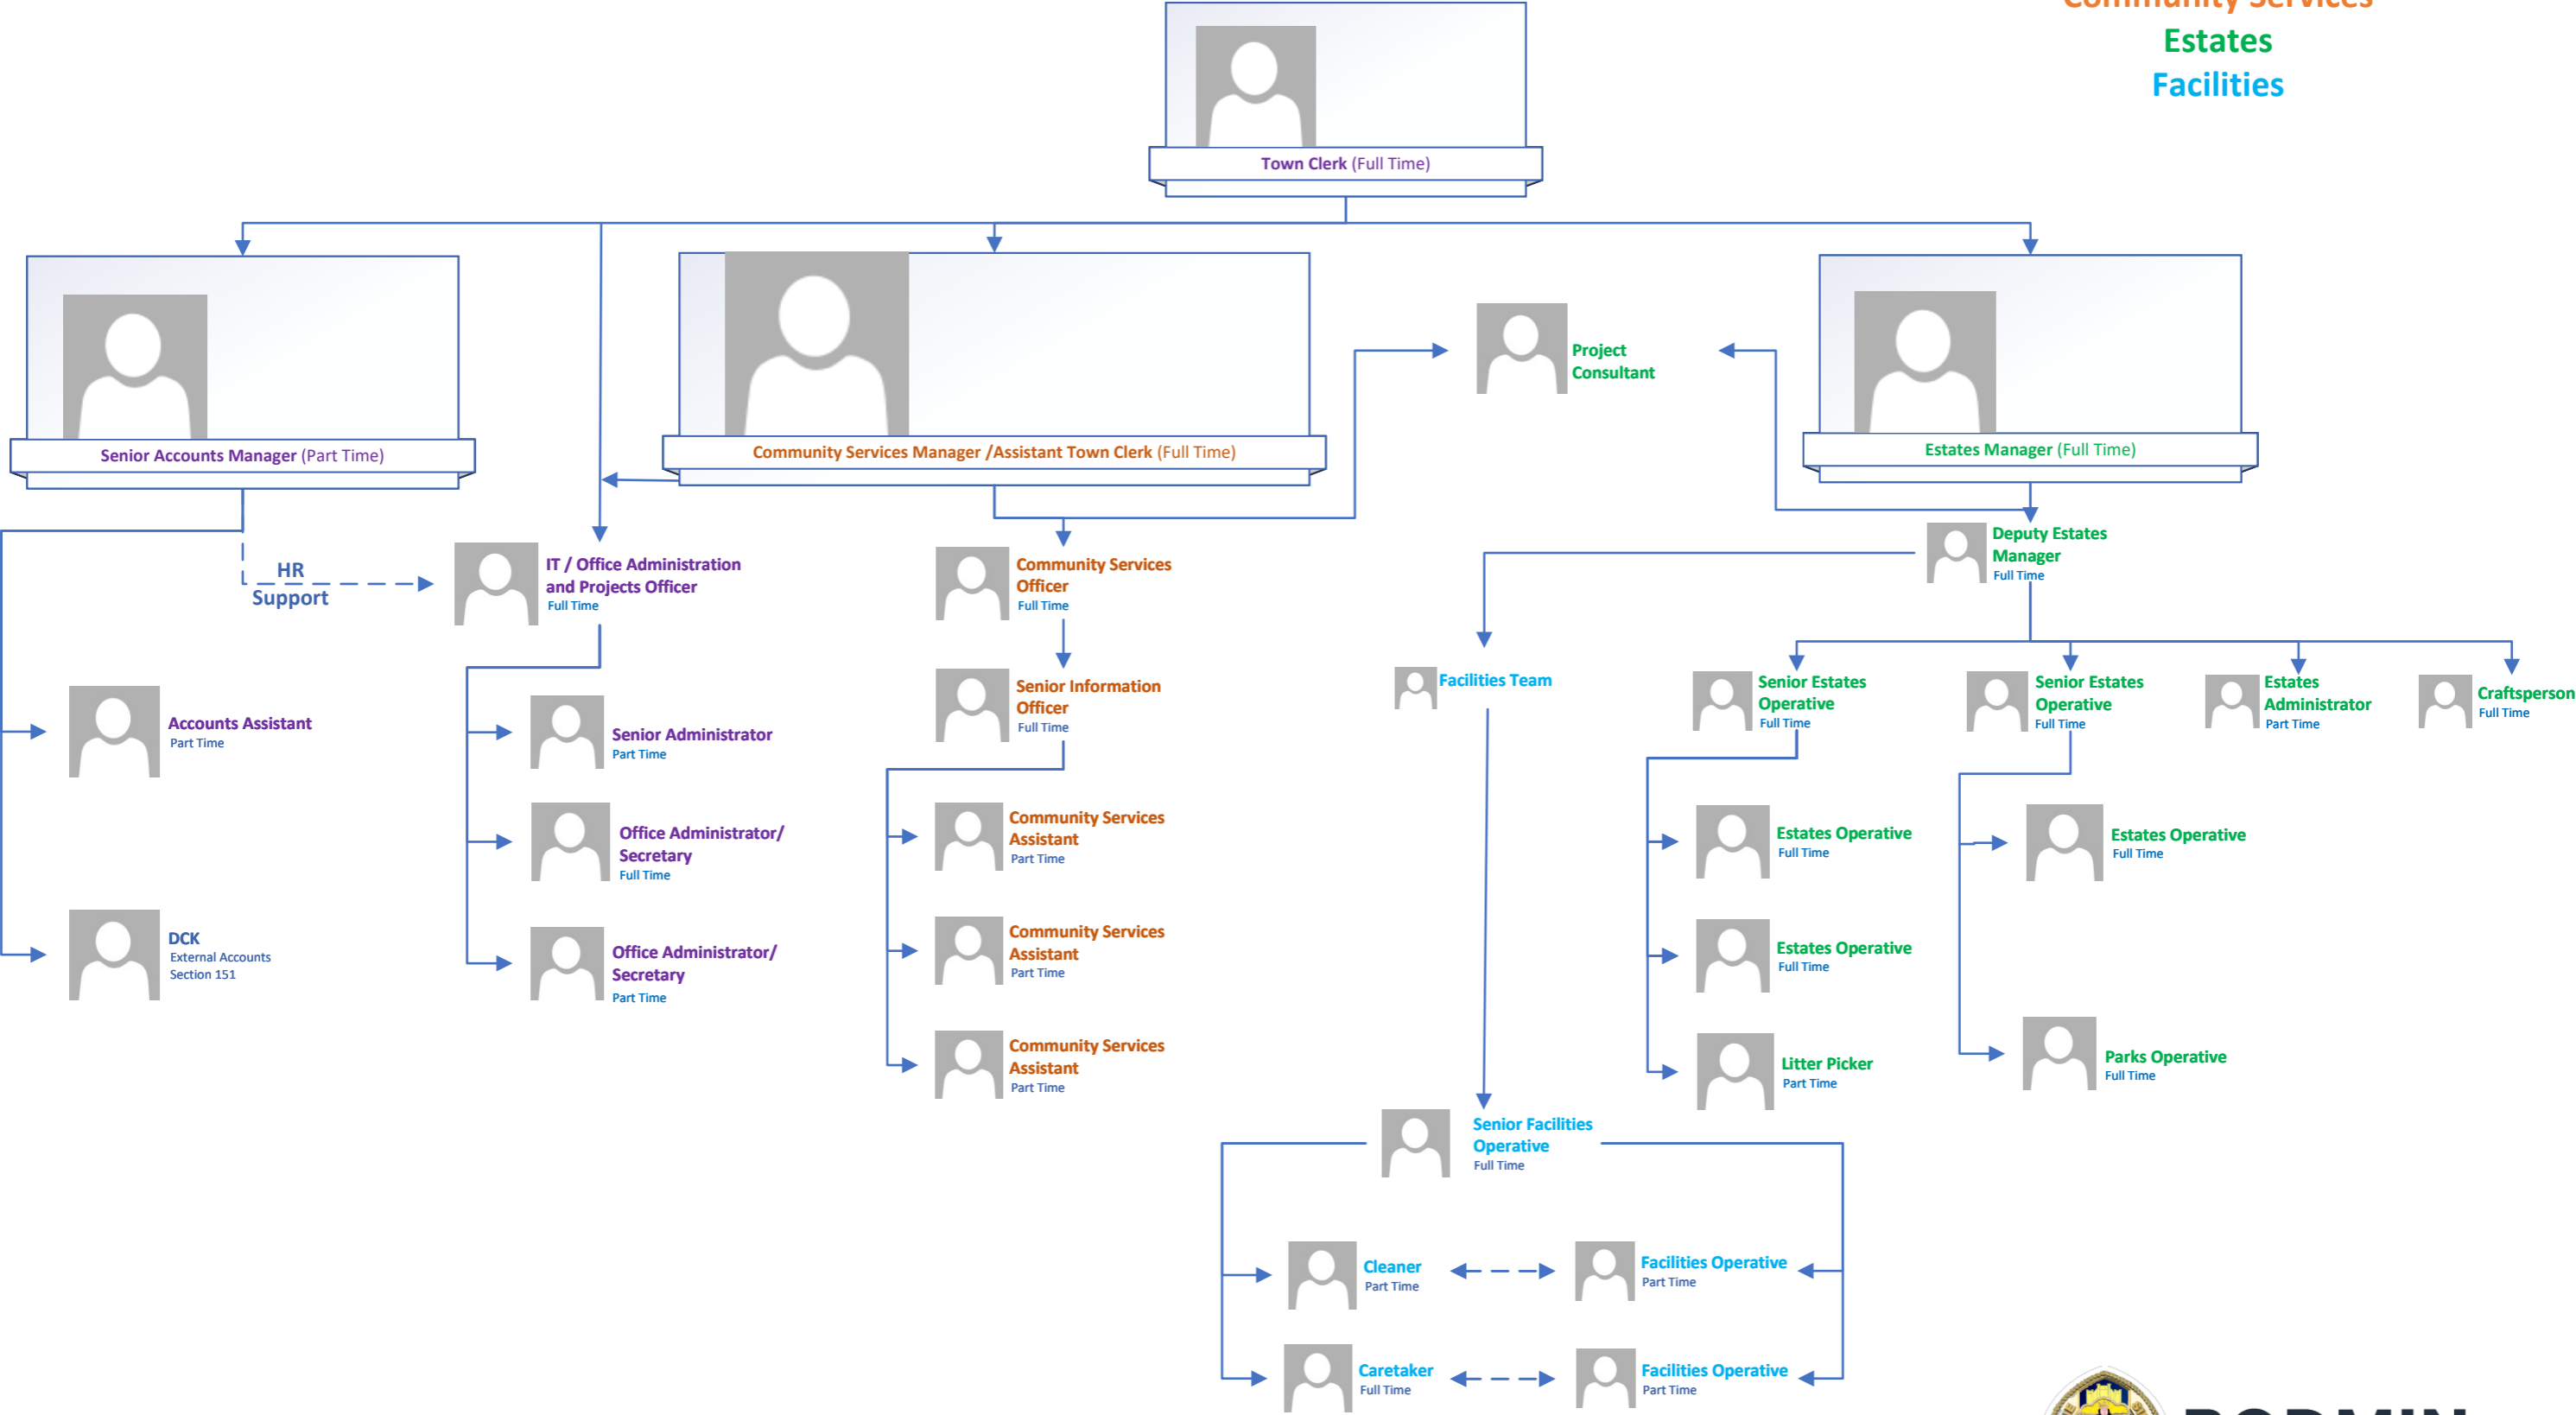 Community Services
Estates
Facilities
Town Clerk (Full Time)
Senior Accounts Manager (Part Time)
Community Services Manager /Assistant Town Clerk (Full Time)
Project
Consultant
Estates Manager (Full Time)
HR
Support
IT / Office Administration
and Projects Officer
Full Time
Community Services
Officer
Full Time
Deputy Estates
Manager
Full Time
Accounts Assistant
Part Time
Senior Administrator
Part Time
Senior Information
Officer
Full Time
Facilities Team
Senior Estates
Operative
Full Time
Senior Estates
Operative
Full Time
Estates
Administrator
Part Time
Craftsperson
Full Time
Office Administrator/
Secretary
Full Time
Community Services
Assistant
Part Time
Estates Operative
Full Time
Estates Operative
Full Time
DCK
External Accounts
Section 151
Office Administrator/
Secretary
Part Time
Community Services
Assistant
Part Time
Estates Operative
Full Time
Community Services
Assistant
Part Time
Litter Picker
Part Time
Parks Operative
Full Time
Senior Facilities
Operative
Full Time
Cleaner
Part Time
Facilities Operative
Part Time
Caretaker
Full Time
Facilities Operative
Part Time
BODMIN